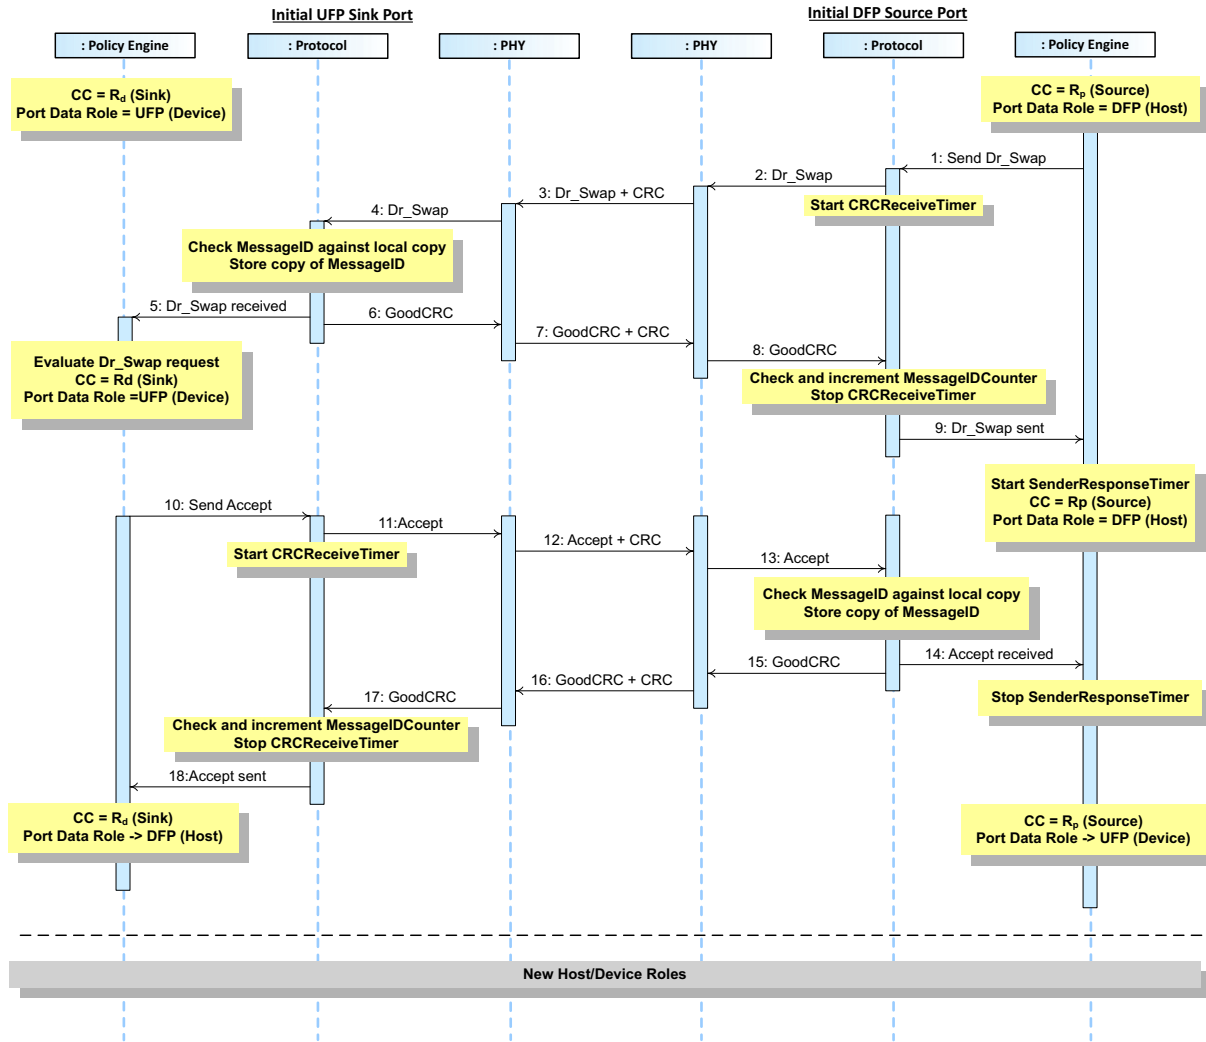 Initial UFP Sink Port
Initial DFP Source Port
: Policy Engine
: Protocol
: PHY
: PHY
: Protocol
: Policy Engine
CC = Rd (Sink)
Port Data Role = UFP (Device)
CC = Rp (Source)
Port Data Role = DFP (Host)
1: Send Dr_Swap
2: Dr_Swap
3: Dr_Swap + CRC
4: Dr_Swap
Start CRCReceiveTimer
Check MessageID against local copy
Store copy of MessageID
5: Dr_Swap received
6: GoodCRC
7: GoodCRC + CRC
8: GoodCRC
Evaluate Dr_Swap request
CC = Rd (Sink)
Port Data Role =UFP (Device)
Check and increment MessageIDCounter
Stop CRCReceiveTimer
9: Dr_Swap sent
Start SenderResponseTimer
CC = Rp (Source)
Port Data Role = DFP (Host)
10: Send Accept
11:Accept
12: Accept + CRC
13: Accept
Start CRCReceiveTimer
Check MessageID against local copy
Store copy of MessageID
14: Accept received
15: GoodCRC
16: GoodCRC + CRC
17: GoodCRC
Stop SenderResponseTimer
Check and increment MessageIDCounter
Stop CRCReceiveTimer
18:Accept sent
CC = Rd (Sink)
Port Data Role -> DFP (Host)
CC = Rp (Source)
Port Data Role -> UFP (Device)
New Host/Device Roles